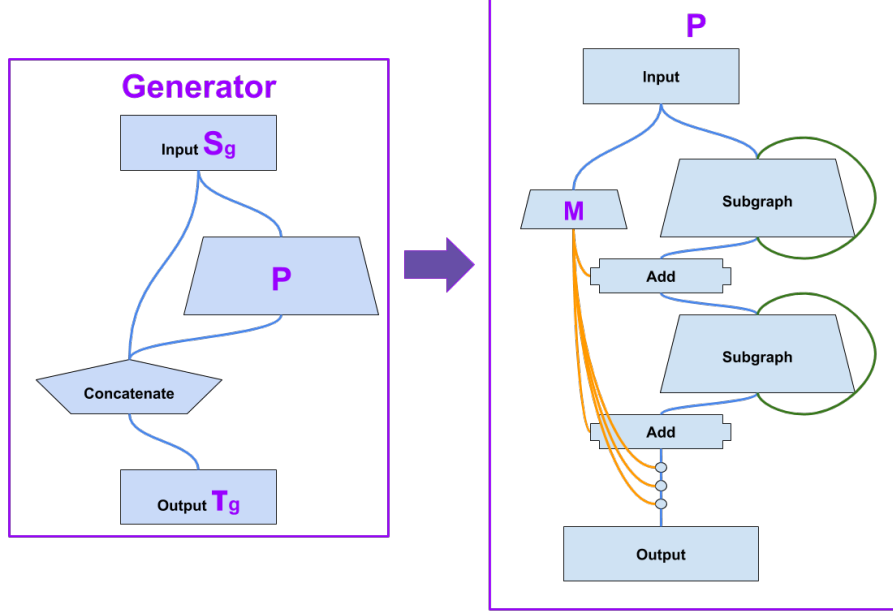 Generator
Input Sg
P
Concatenate
Output Tg
P
Input
M
Subgraph
Add
Subgraph
Add
Output